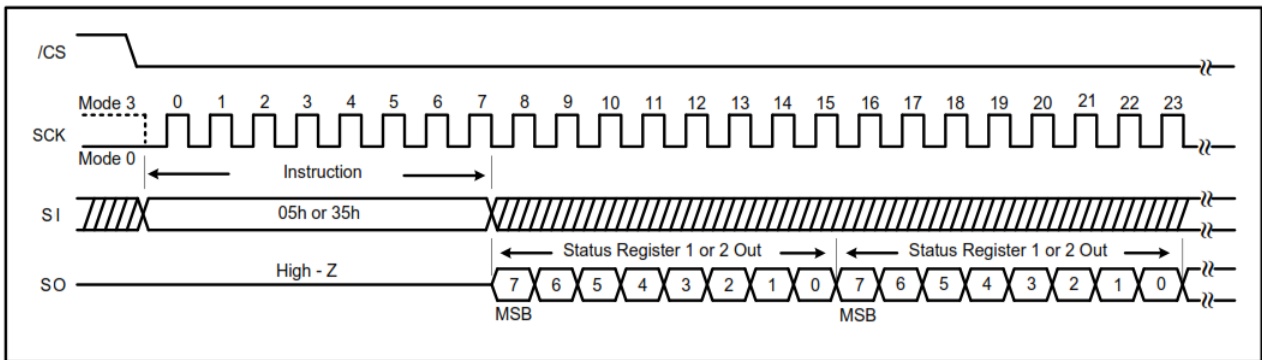 /CS
Mode 3 0 1 2 3 4 5 6 7 8 9 10 11 12 13 14 15 16 17 18 19 20 21 22 23
SCK
Mode 0
Instruction
SI 05h or 35h
Status Register 1 or 2 Out Status Register 1 or 2 Out
High - Z
SO 7 6 5 4 3 2 1 0 7 6 5 4 3 2 1 0
MSB MSB